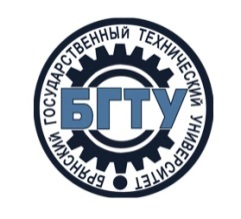 БРЯНСКИЙ ГОСУДАРСТВЕННЫЙ ТЕХНИЧЕСКИЙ УНИВЕРСИТЕТ
БГТУ